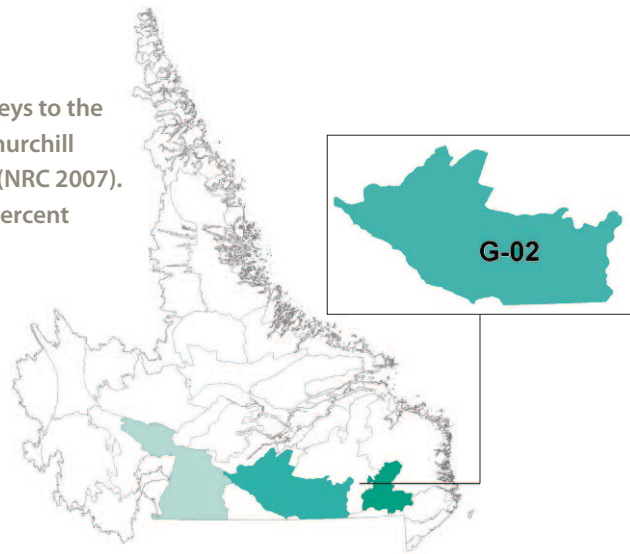 eys to the
hurchill
(NRC 2007).
ercent
G-02